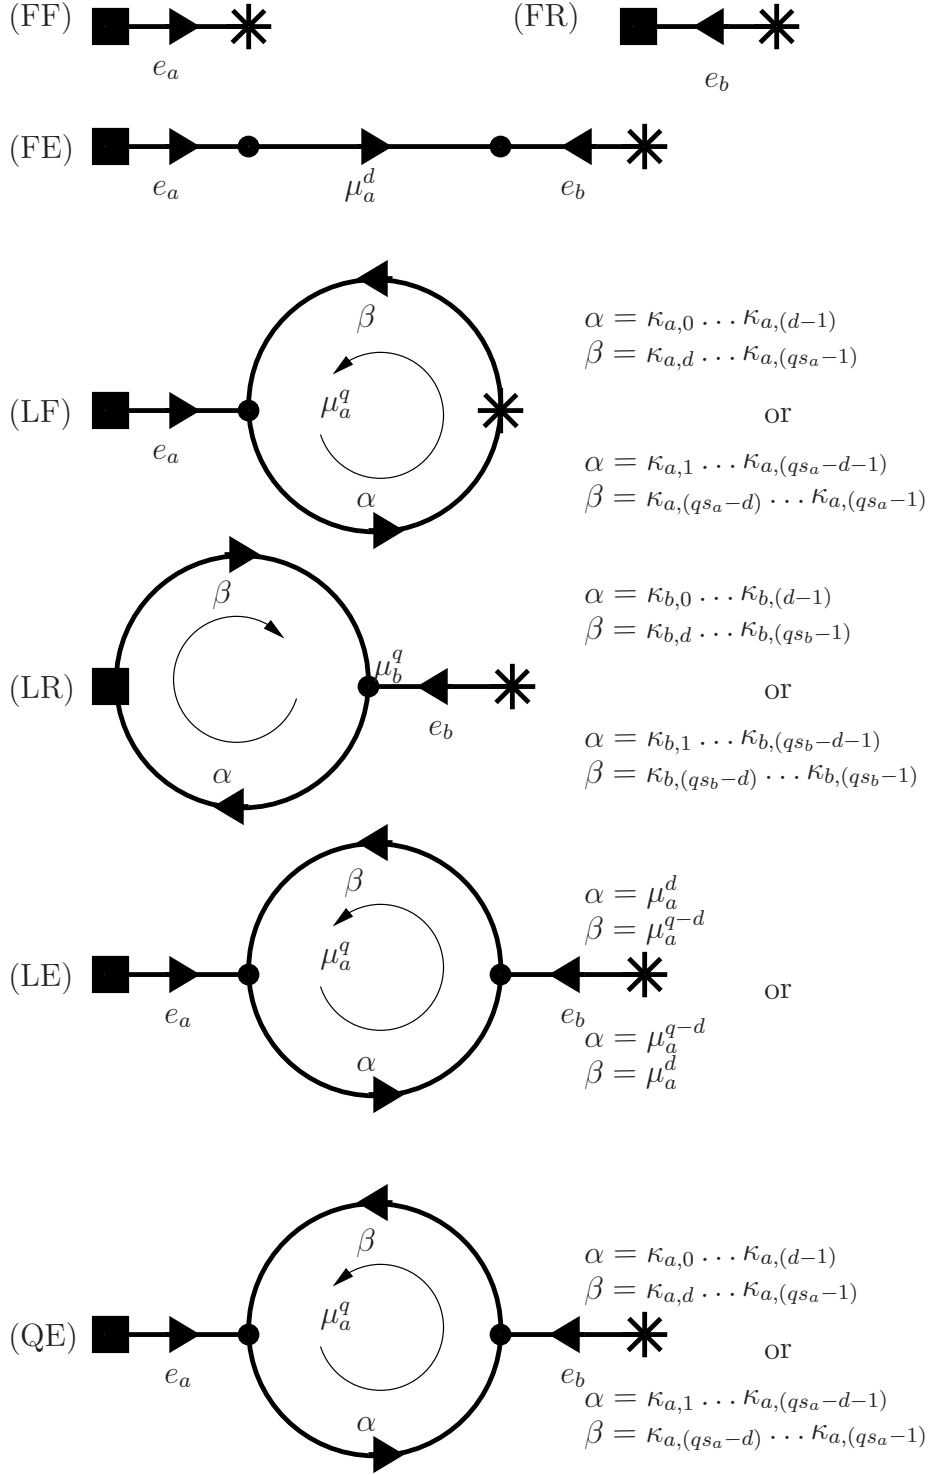 (FF) (FR)
e_a e_b
(FE)
e_a μ_a^d e_b
β
α = κ_{a,0} … κ_{a,(d−1)}
β = κ_{a,d} … κ_{a,(qs_a−1)}
(LF) μ_a^q or
e_a
α = κ_{a,1} … κ_{a,(qs_a−d−1)}
α β = κ_{a,(qs_a−d)} … κ_{a,(qs_a−1)}
β α = κ_{b,0} … κ_{b,(d−1)}
β = κ_{b,d} … κ_{b,(qs_b−1)}
(LR) μ_b^q or
e_b
α = κ_{b,1} … κ_{b,(qs_b−d−1)}
α β = κ_{b,(qs_b−d)} … κ_{b,(qs_b−1)}
β α = μ_a^d
β = μ_a^{q−d}
(LE) μ_a^q or
e_a e_b
α = μ_a^{q−d}
α β = μ_a^d
β α = κ_{a,0} … κ_{a,(d−1)}
β = κ_{a,d} … κ_{a,(qs_a−1)}
(QE) μ_a^q or
e_a e_b
α = κ_{a,1} … κ_{a,(qs_a−d−1)}
α β = κ_{a,(qs_a−d)} … κ_{a,(qs_a−1)}